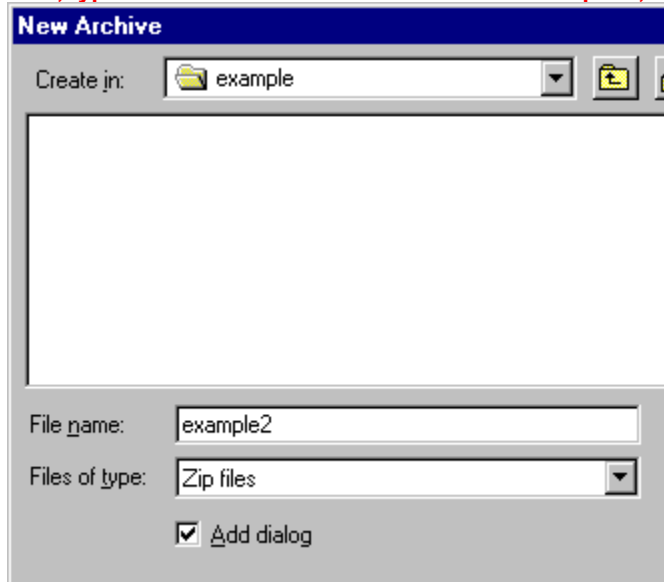 New Archive
Create in: example
File name: example2
Files of type: Zip files
Add dialog